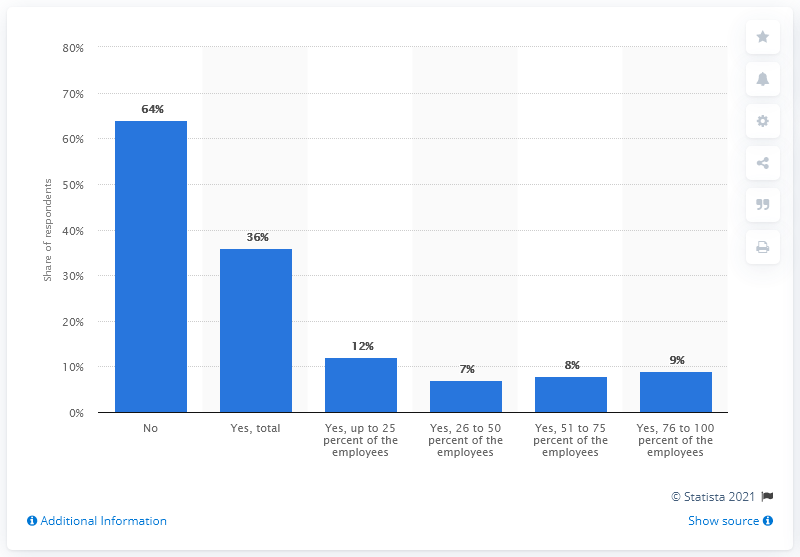 80%
70%
60%
50%
40%
30%
20%
10%
0%
Share of respondents
64%
36%
12%
7%
8%
9%
No
Yes, total
Yes, up to 25
percent of the
employees
Yes, 26 to 50
percent of the
employees
Yes, 51 to 75
percent of the
employees
Yes, 76 to 100
percent of the
employees
© Statista 2021
Additional Information
Show source